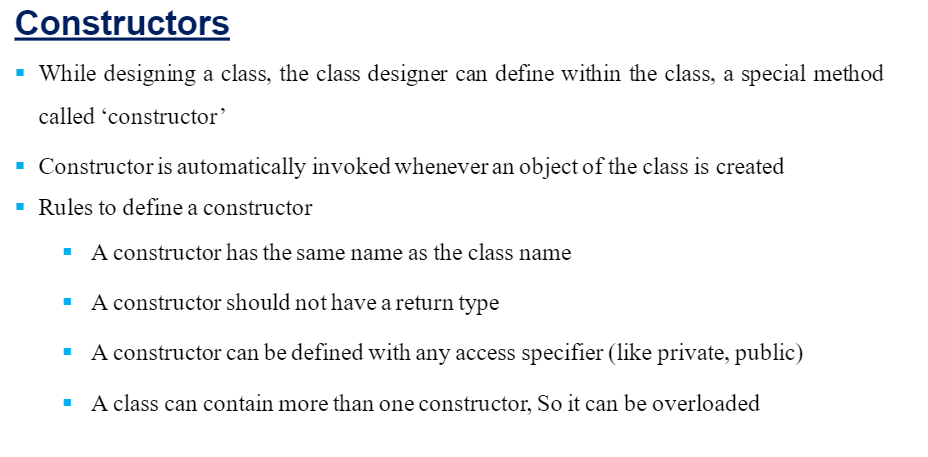 Constructors
While designing a class, the class designer can define within the class, a special method
called ‘constructor’
Constructor is automatically invoked whenever an object of the class is created
Rules to define a constructor
A constructor has the same name as the class name
A constructor should not have a return type
A constructor can be defined with any access specifier (like private, public)
A class can contain more than one constructor, So it can be overloaded